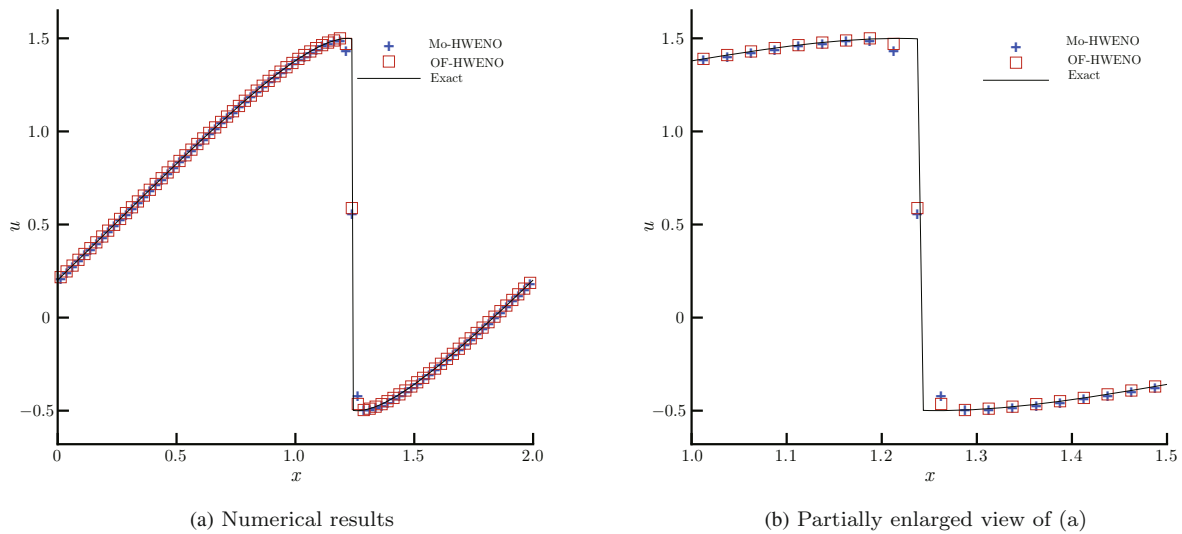 1.5
1.0
0.5
0
−0.5
u
0
0.5
1.0
1.5
2.0
x
Mo-HWENO
OF-HWENO
Exact
(a) Numerical results
1.5
1.0
0.5
0
−0.5
u
1.0
1.1
1.2
1.3
1.4
1.5
x
Mo-HWENO
OF-HWENO
Exact
(b) Partially enlarged view of (a)